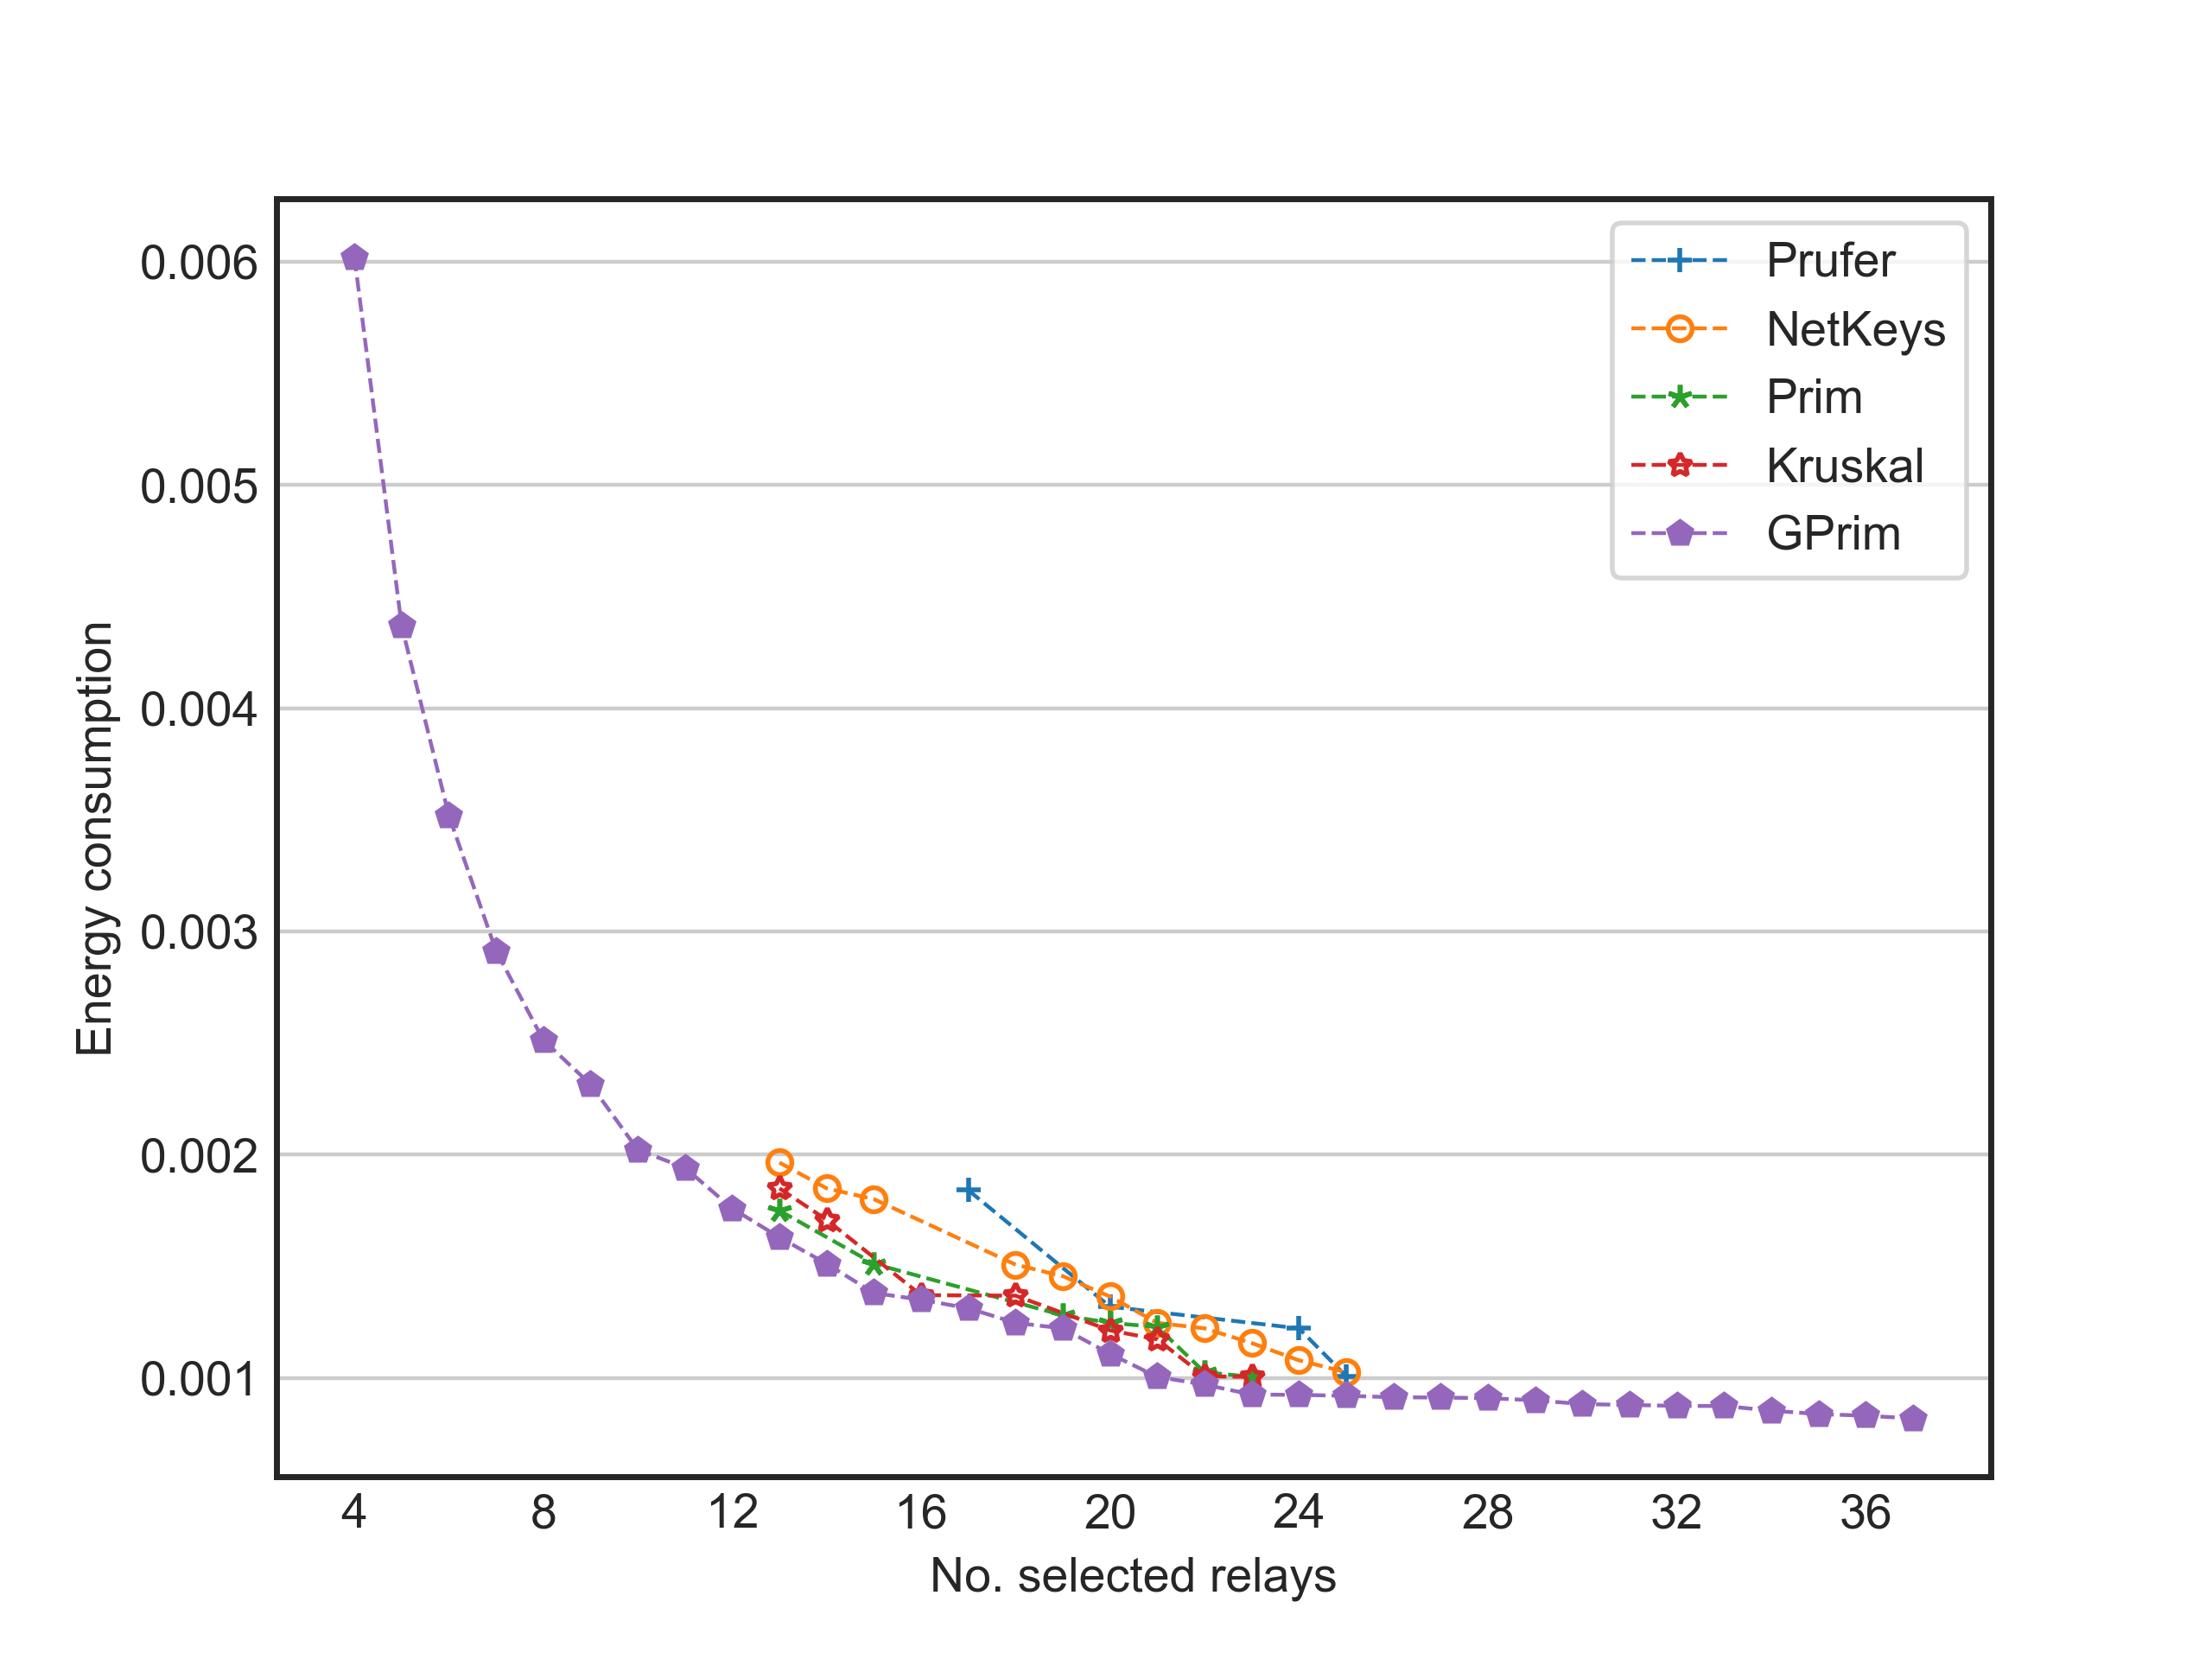 0.006
0.005
0.004
0.003
0.002
0.001
Energy consumption
4 8 12 16 20 24 28 32 36
No. selected relays
Prufer
NetKeys
Prim
Kruskal
GPrim